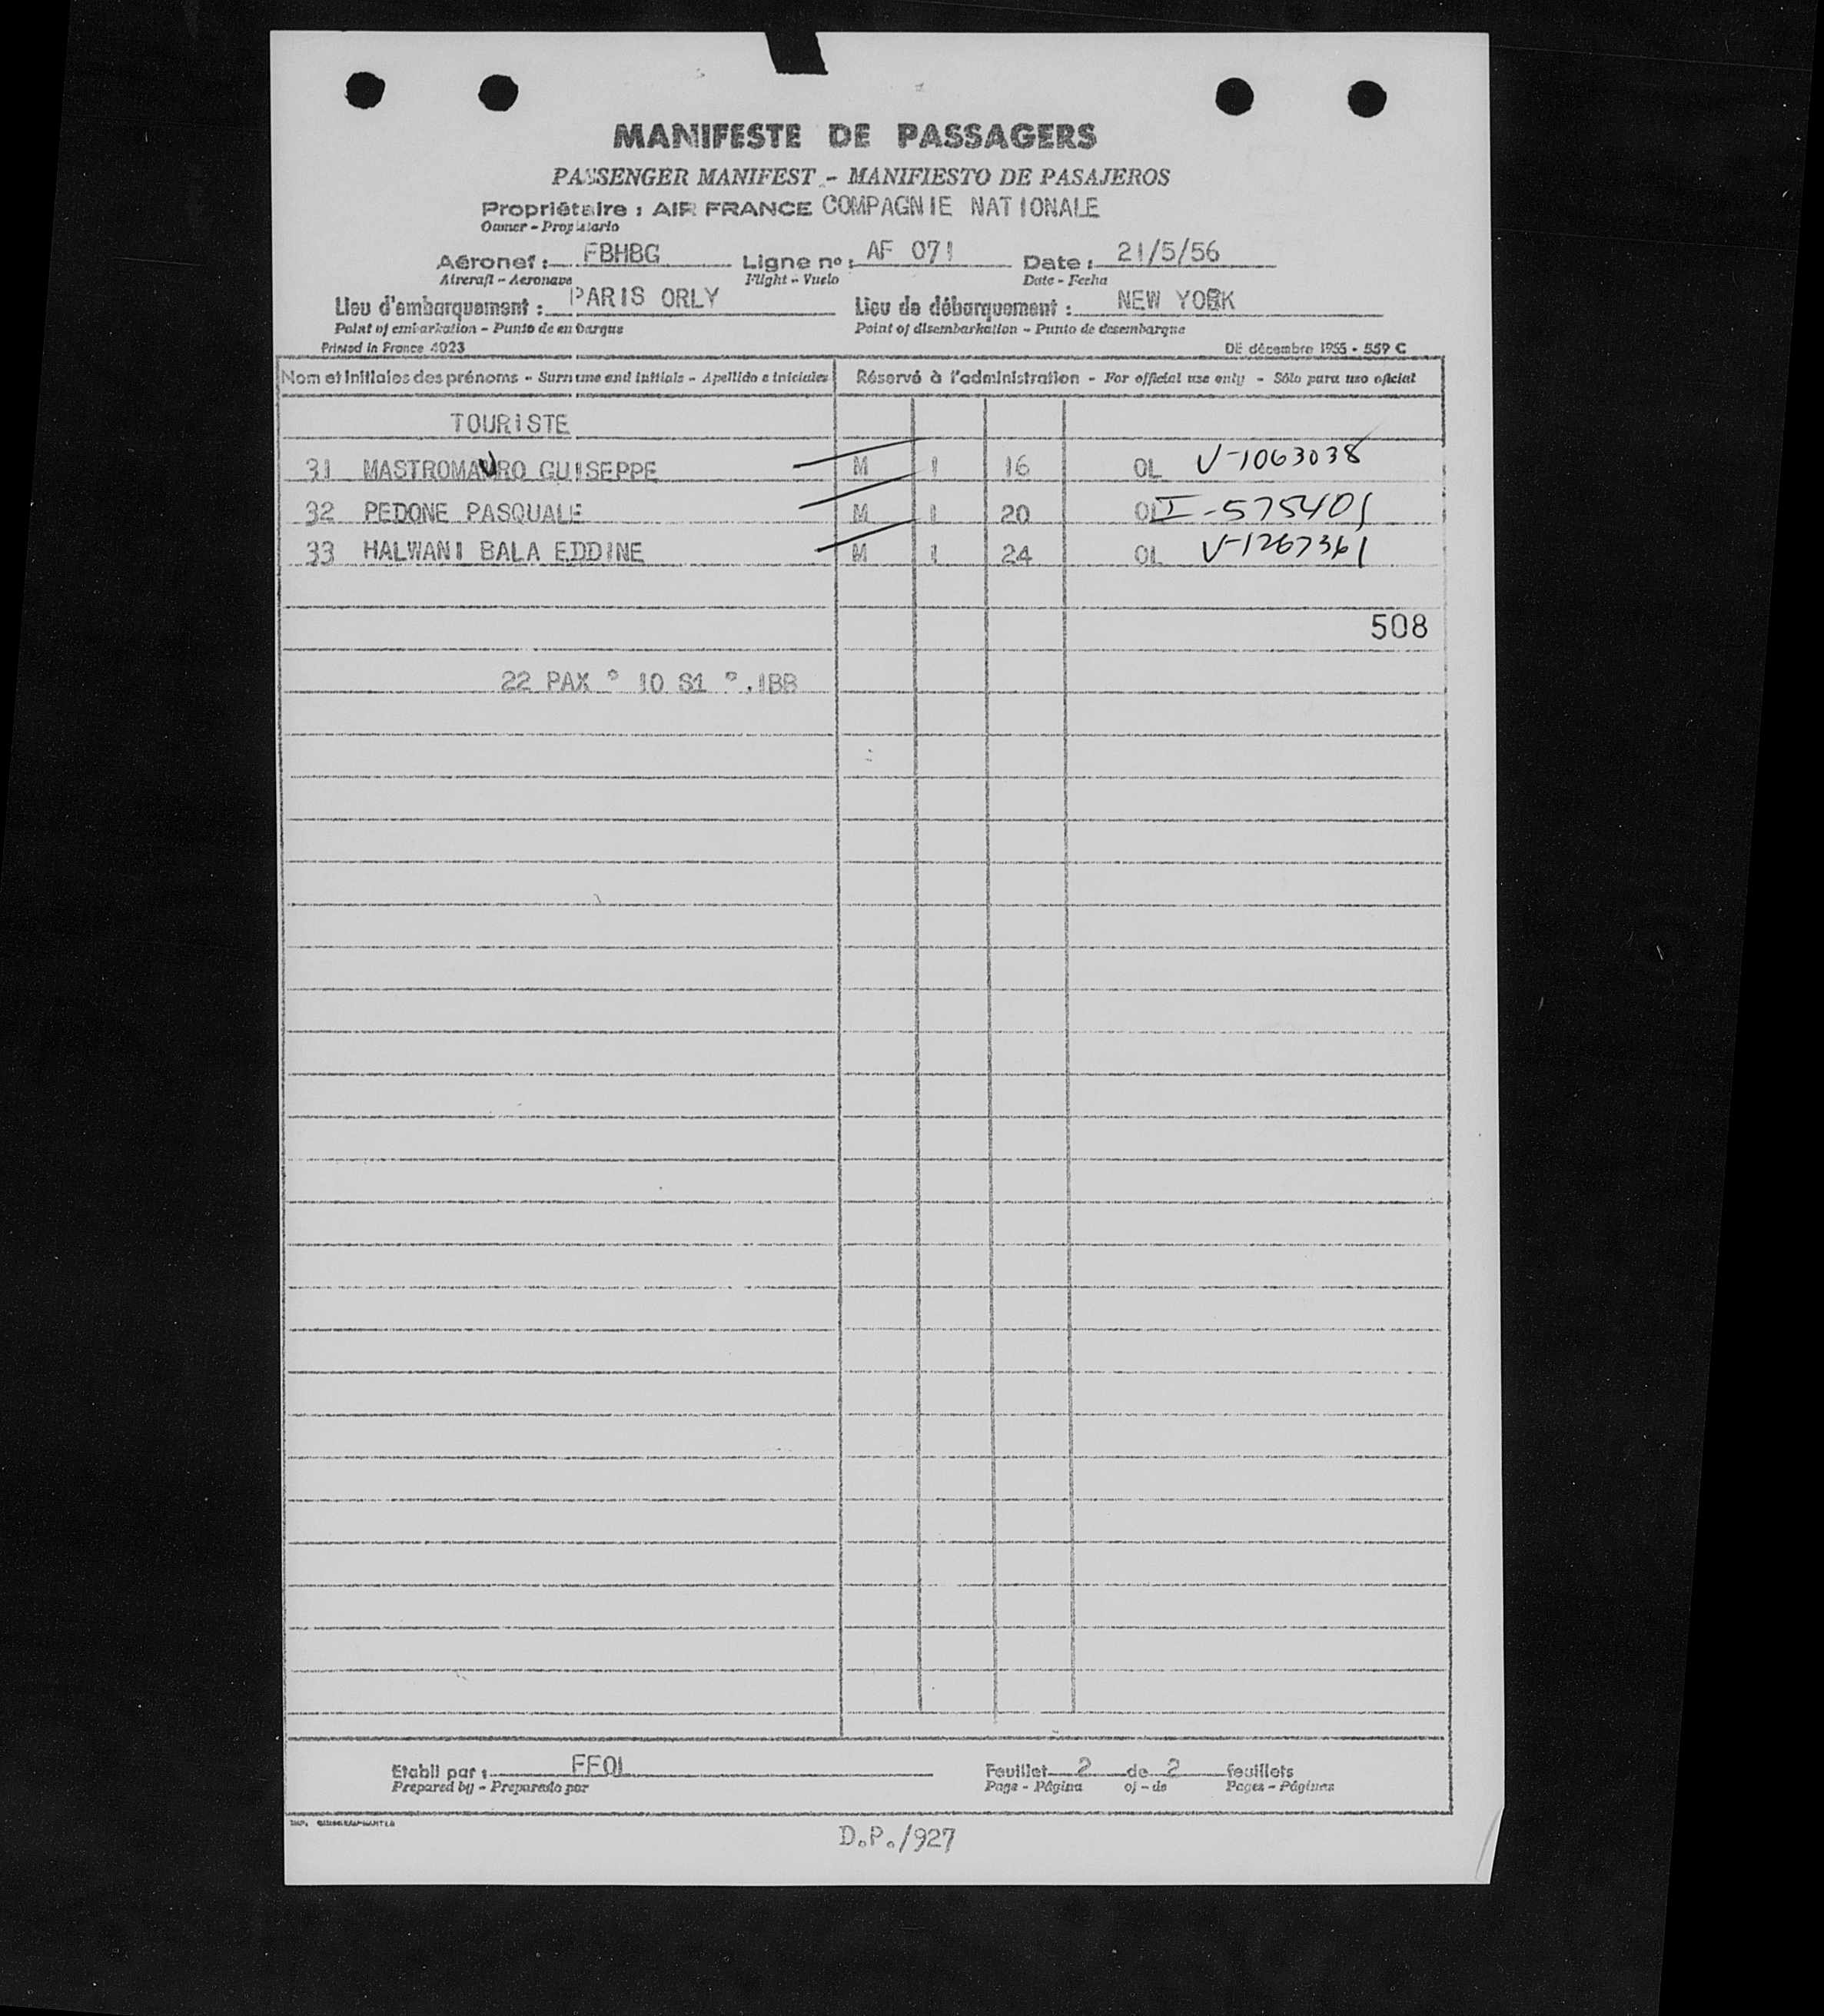 MANIFESTE DE PASSAGERS
PASSENGER MANIFEST - MANIFIESTO DE PASAJEROS
Propriétaire : AIR FRANCE COMPAGNIE NATIONALE
Owner - Propietario
Aéronef : FBHBG Ligne no : AF 071 Date : 21/5/56
Aircraft - Aeronave Flight - Vuelo Date - Fecha
Lieu d'embarquement : PARIS ORLY Lieu de débarquement : NEW YORK
Point of embarkation - Punto de embarque Point of disembarkation - Punto de desembarque
Printed in France 4023 DE décembre 1955 - 559 C
Nom et initiales des prénoms - Surname and initials - Apellido e iniciales Réservé à l'administration - For official use only - Sólo para uso oficial
TOURISTE
31 MASTROMAURO GUISEPPE M 1 16 OL V-1063038
32 PEDONE PASQUALE M 1 20 OL I-575401
33 HALWANI BALA EDDINE M 1 24 OL V-1267361
508
22 PAX ° 10 S1 °.1BB
Etabli par : FFOL Feuillet 2 de 2 feuillets
Prepared by - Preparado por Page - Página of - de Pages - Páginas
D.P./927